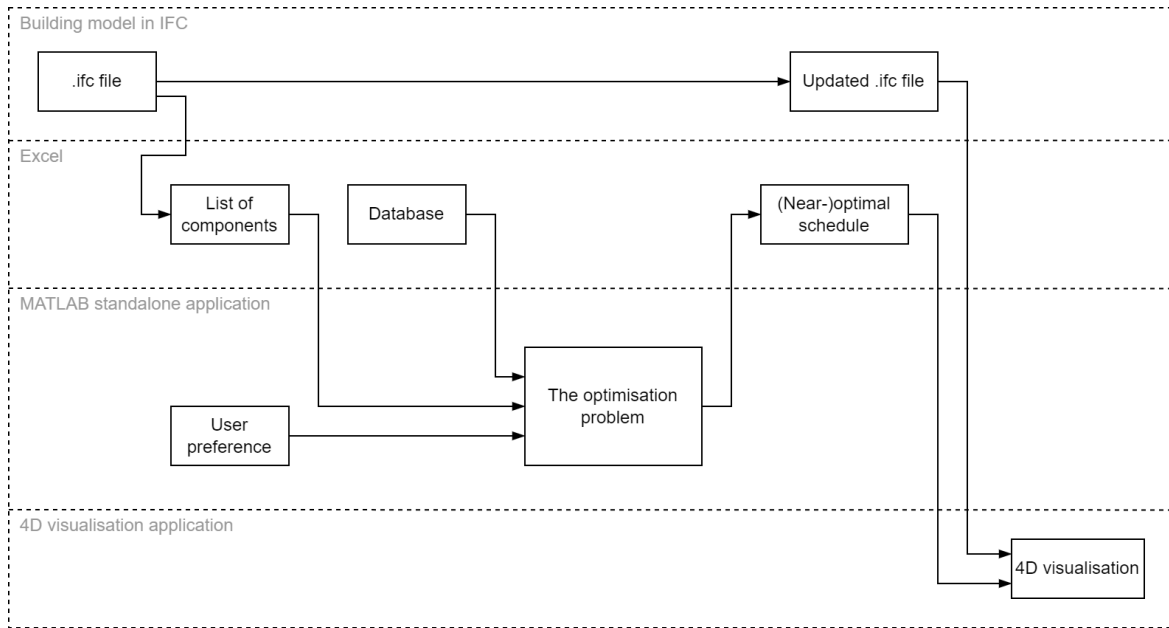 Building model in IFC
.ifc file
Updated .ifc file
Excel
List of
components
Database
(Near-)optimal
schedule
MATLAB standalone application
The optimisation
problem
User
preference
4D visualisation application
4D visualisation